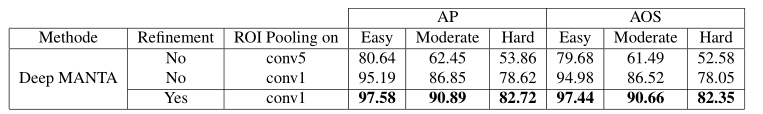 AP AOS
Methode Refinement ROI Pooling on Easy Moderate Hard Easy Moderate Hard
No conv5 80.64 62.45 53.86 79.68 61.49 52.58
Deep MANTA No conv1 95.19 86.85 78.62 94.98 86.52 78.05
Yes conv1 97.58 90.89 82.72 97.44 90.66 82.35